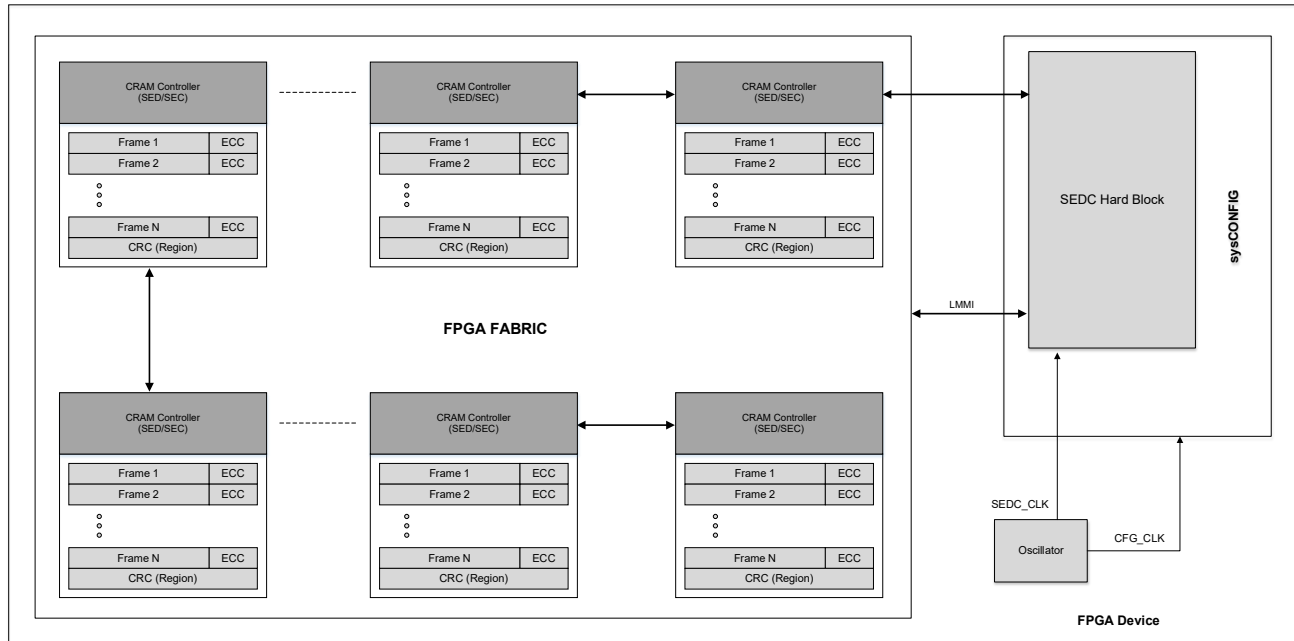 CRAM Controller
(SED/SEC)
Frame 1 ECC
Frame 2 ECC
Frame N ECC
CRC (Region)
CRAM Controller
(SED/SEC)
Frame 1 ECC
Frame 2 ECC
Frame N ECC
CRC (Region)
CRAM Controller
(SED/SEC)
Frame 1 ECC
Frame 2 ECC
Frame N ECC
CRC (Region)
SEDC Hard Block
sysCONFIG
LMMI
FPGA FABRIC
CRAM Controller
(SED/SEC)
Frame 1 ECC
Frame 2 ECC
Frame N ECC
CRC (Region)
CRAM Controller
(SED/SEC)
Frame 1 ECC
Frame 2 ECC
Frame N ECC
CRC (Region)
CRAM Controller
(SED/SEC)
Frame 1 ECC
Frame 2 ECC
Frame N ECC
CRC (Region)
SEDC_CLK
CFG_CLK
Oscillator
FPGA Device